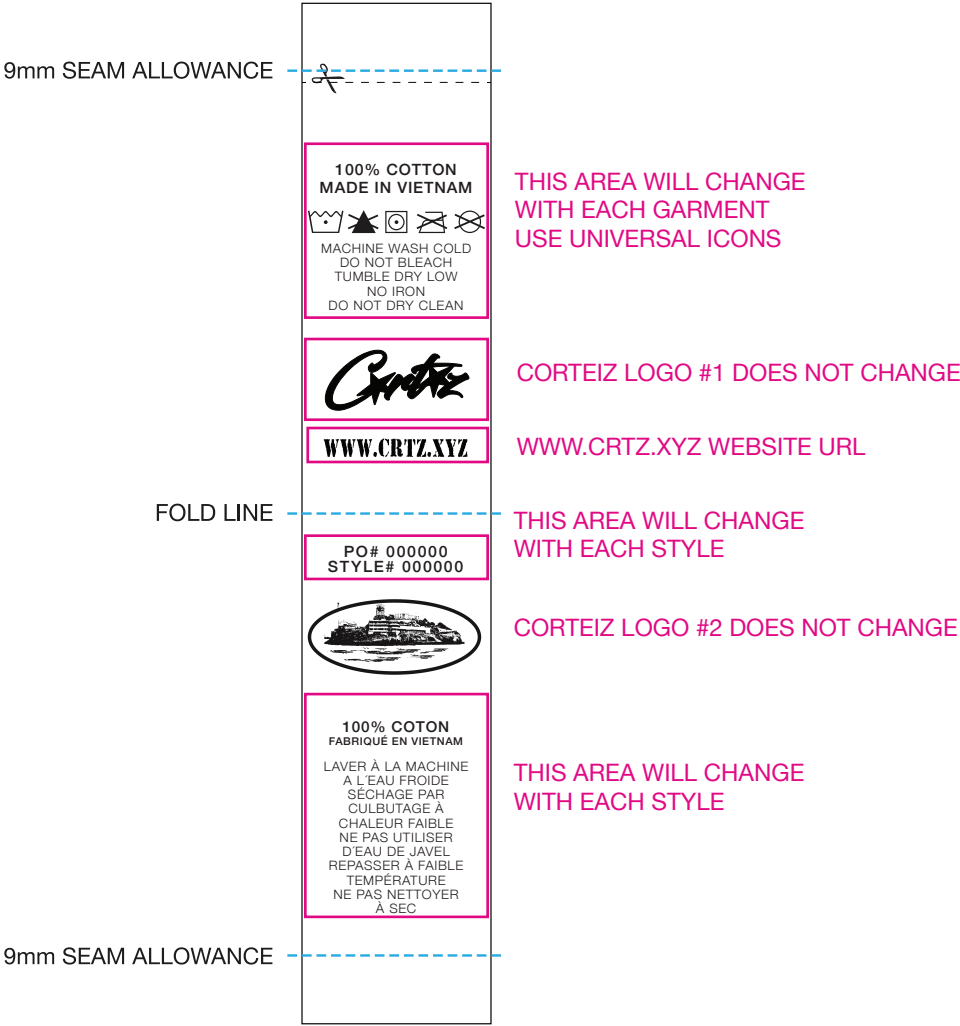 9mm SEAM ALLOWANCE
100% COTTON
MADE IN VIETNAM
MACHINE WASH COLD
DO NOT BLEACH
TUMBLE DRY LOW
NO IRON
DO NOT DRY CLEAN
THIS AREA WILL CHANGE
WITH EACH GARMENT
USE UNIVERSAL ICONS
Cortiz
CORTEIZ LOGO #1 DOES NOT CHANGE
WWW.CRTZ.XYZ
WWW.CRTZ.XYZ WEBSITE URL
FOLD LINE
THIS AREA WILL CHANGE
WITH EACH STYLE
PO# 000000
STYLE# 000000
CORTEIZ LOGO #2 DOES NOT CHANGE
100% COTON
FABRIQUÉ EN VIETNAM
LAVER À LA MACHINE
A L´EAU FROIDE
SÉCHAGE PAR
CULBUTAGE À
CHALEUR FAIBLE
NE PAS UTILISER
D´EAU DE JAVEL
REPASSER À FAIBLE
TEMPÉRATURE
NE PAS NETTOYER
À SEC
THIS AREA WILL CHANGE
WITH EACH STYLE
9mm SEAM ALLOWANCE